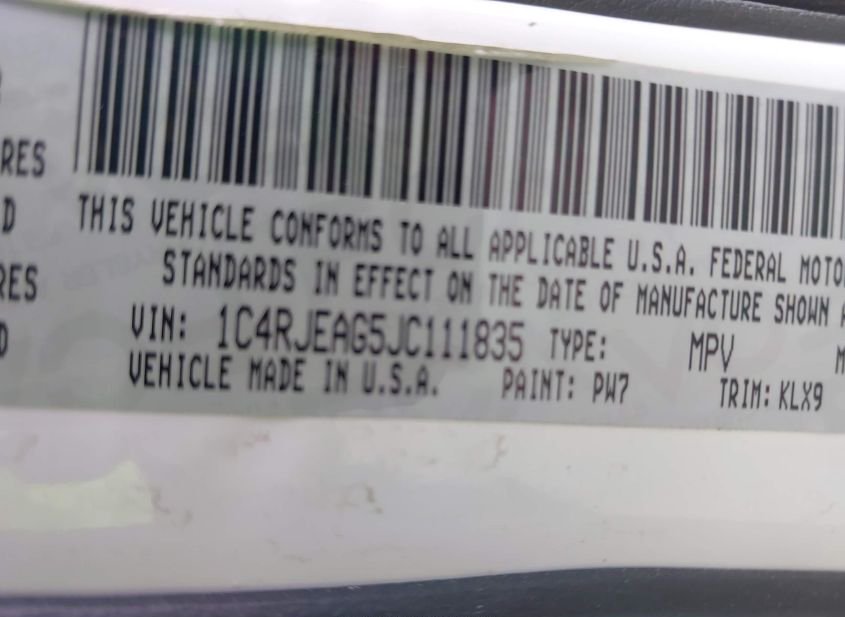 RES
D
RES
D
THIS VEHICLE CONFORMS TO ALL APPLICABLE U.S.A. FEDERAL MOTO
STANDARDS IN EFFECT ON THE DATE OF MANUFACTURE SHOWN A
VIN: 1C4RJEAG5JC111835 TYPE: MPV M
VEHICLE MADE IN U.S.A. PAINT: PW7 TRIM: KLX9